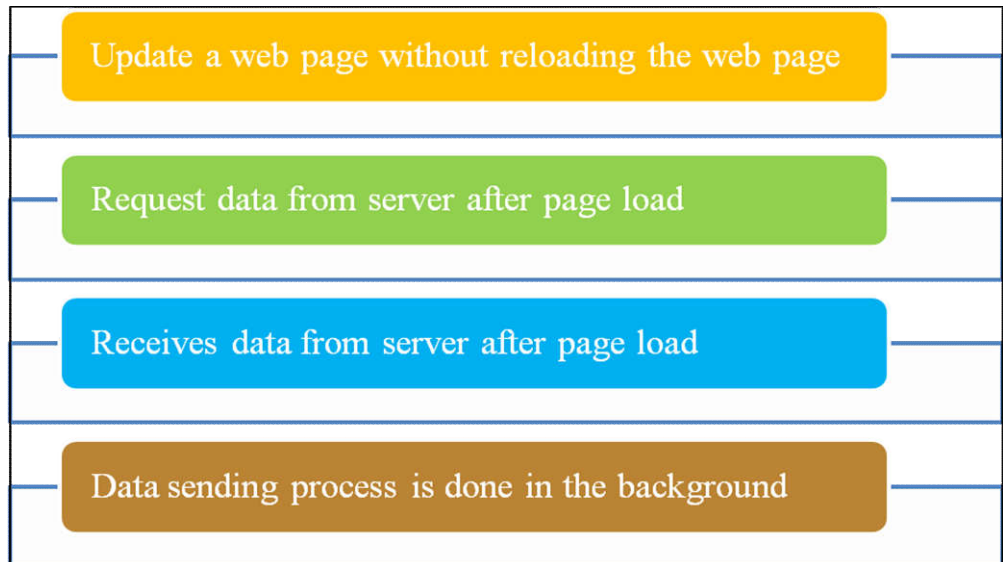 Update a web page without reloading the web page
Request data from server after page load
Receives data from server after page load
Data sending process is done in the background